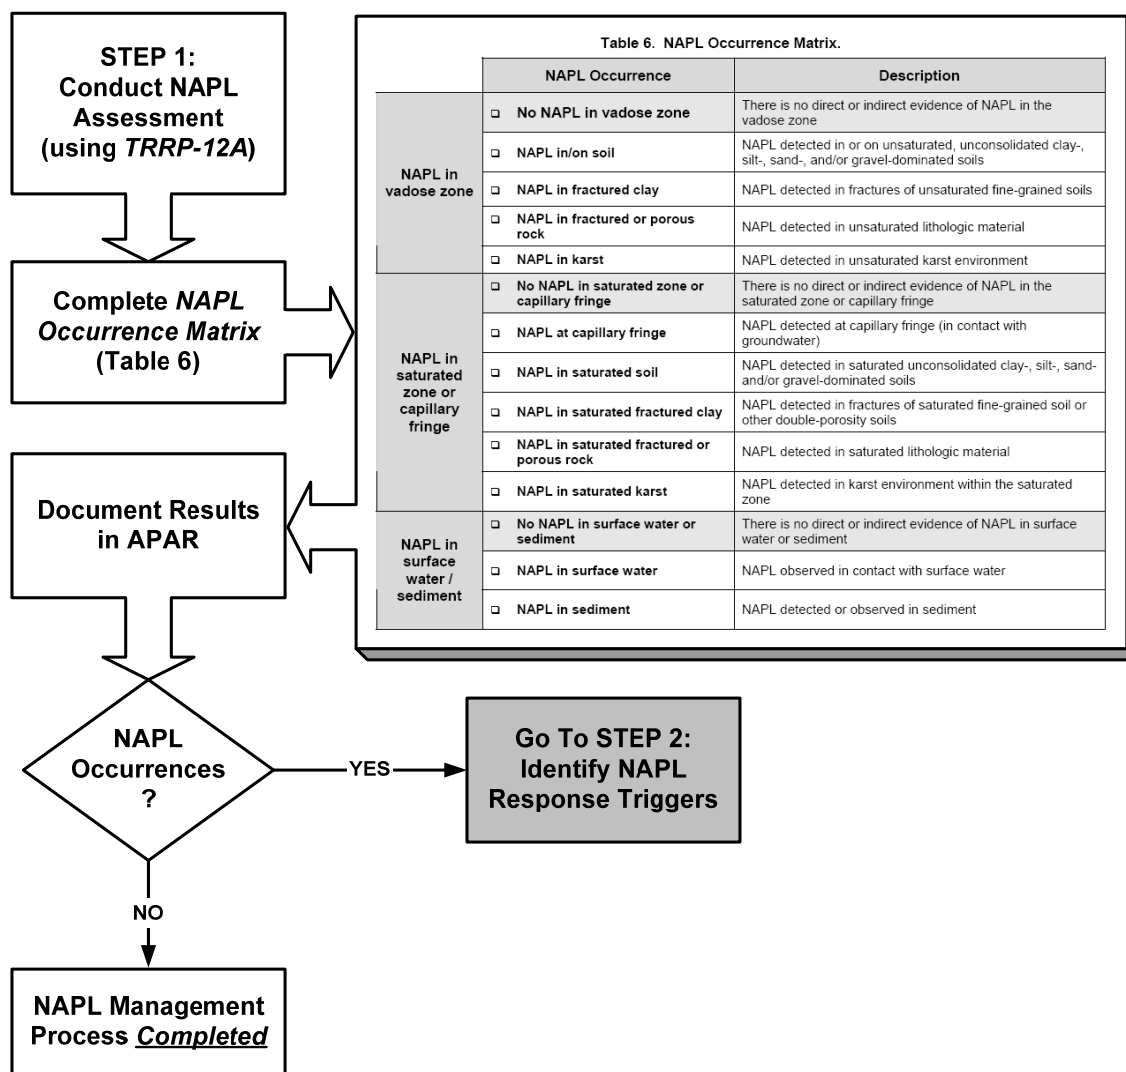 STEP 1:
Conduct NAPL
Assessment
(using TRRP-12A)
Complete NAPL
Occurrence Matrix
(Table 6)
Table 6. NAPL Occurrence Matrix.
NAPL Occurrence
Description
NAPL in
vadose zone
No NAPL in vadose zone
There is no direct or indirect evidence of NAPL in the
vadose zone
NAPL in/on soil
NAPL detected in or on unsaturated, unconsolidated clay-,
silt-, sand-, and/or gravel-dominated soils
NAPL in fractured clay
NAPL detected in fractures of unsaturated fine-grained soils
NAPL in fractured or porous
rock
NAPL detected in unsaturated lithologic material
NAPL in karst
NAPL detected in unsaturated karst environment
NAPL in
saturated
zone or
capillary
fringe
No NAPL in saturated zone or
capillary fringe
There is no direct or indirect evidence of NAPL in the
saturated zone or capillary fringe
NAPL at capillary fringe
NAPL detected at capillary fringe (in contact with
groundwater)
NAPL in saturated soil
NAPL detected in saturated unconsolidated clay-, silt-, sand-
and/or gravel-dominated soils
NAPL in saturated fractured clay
NAPL detected in fractures of saturated fine-grained soil or
other double-porosity soils
NAPL in saturated fractured or
porous rock
NAPL detected in saturated lithologic material
NAPL in saturated karst
NAPL detected in karst environment within the saturated
zone
NAPL in
surface
water /
sediment
No NAPL in surface water or
sediment
There is no direct or indirect evidence of NAPL in surface
water or sediment
NAPL in surface water
NAPL observed in contact with surface water
NAPL in sediment
NAPL detected or observed in sediment
Document Results
in APAR
NAPL
Occurrences
?
YES
Go To STEP 2:
Identify NAPL
Response Triggers
NO
NAPL Management
Process Completed